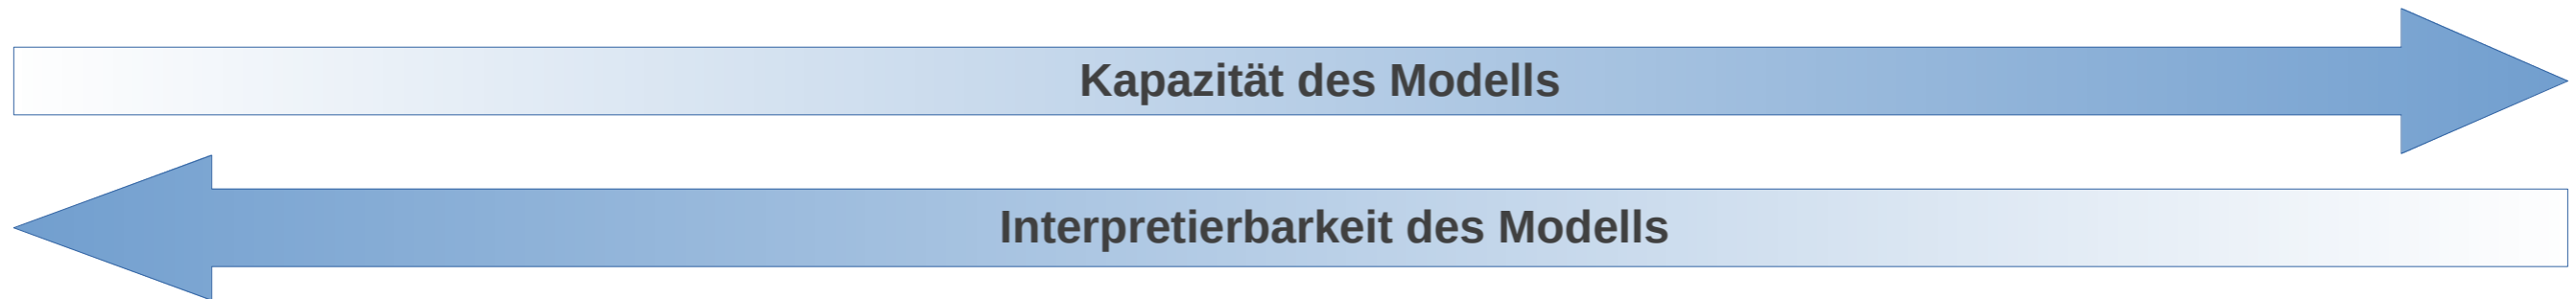 Kapazität des Modells
Interpretierbarkeit des Modells